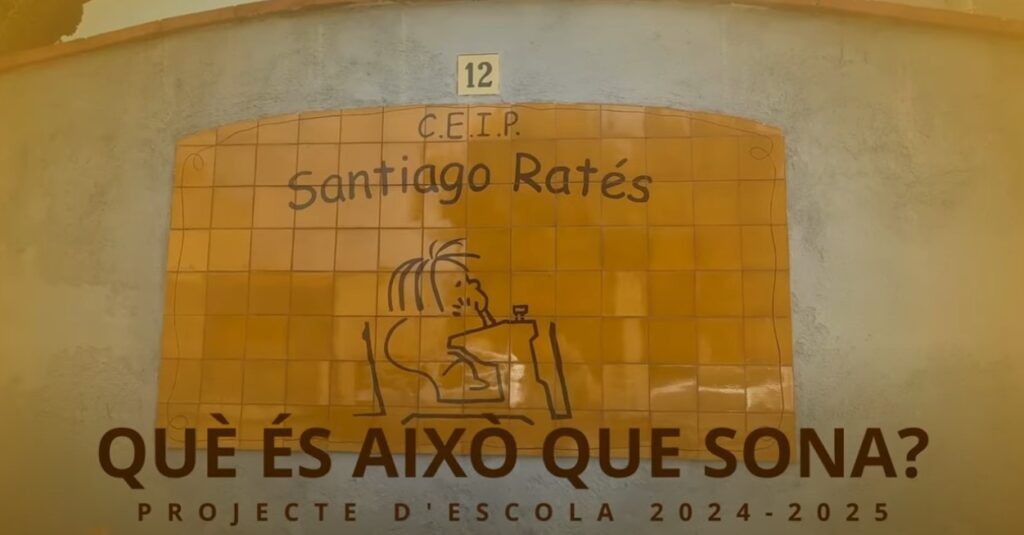 12
C.E.I.P.
Santiago Ratés
QUÈ ÉS AIXÒ QUE SONA?
PROJECTE D'ESCOLA 2024-2025